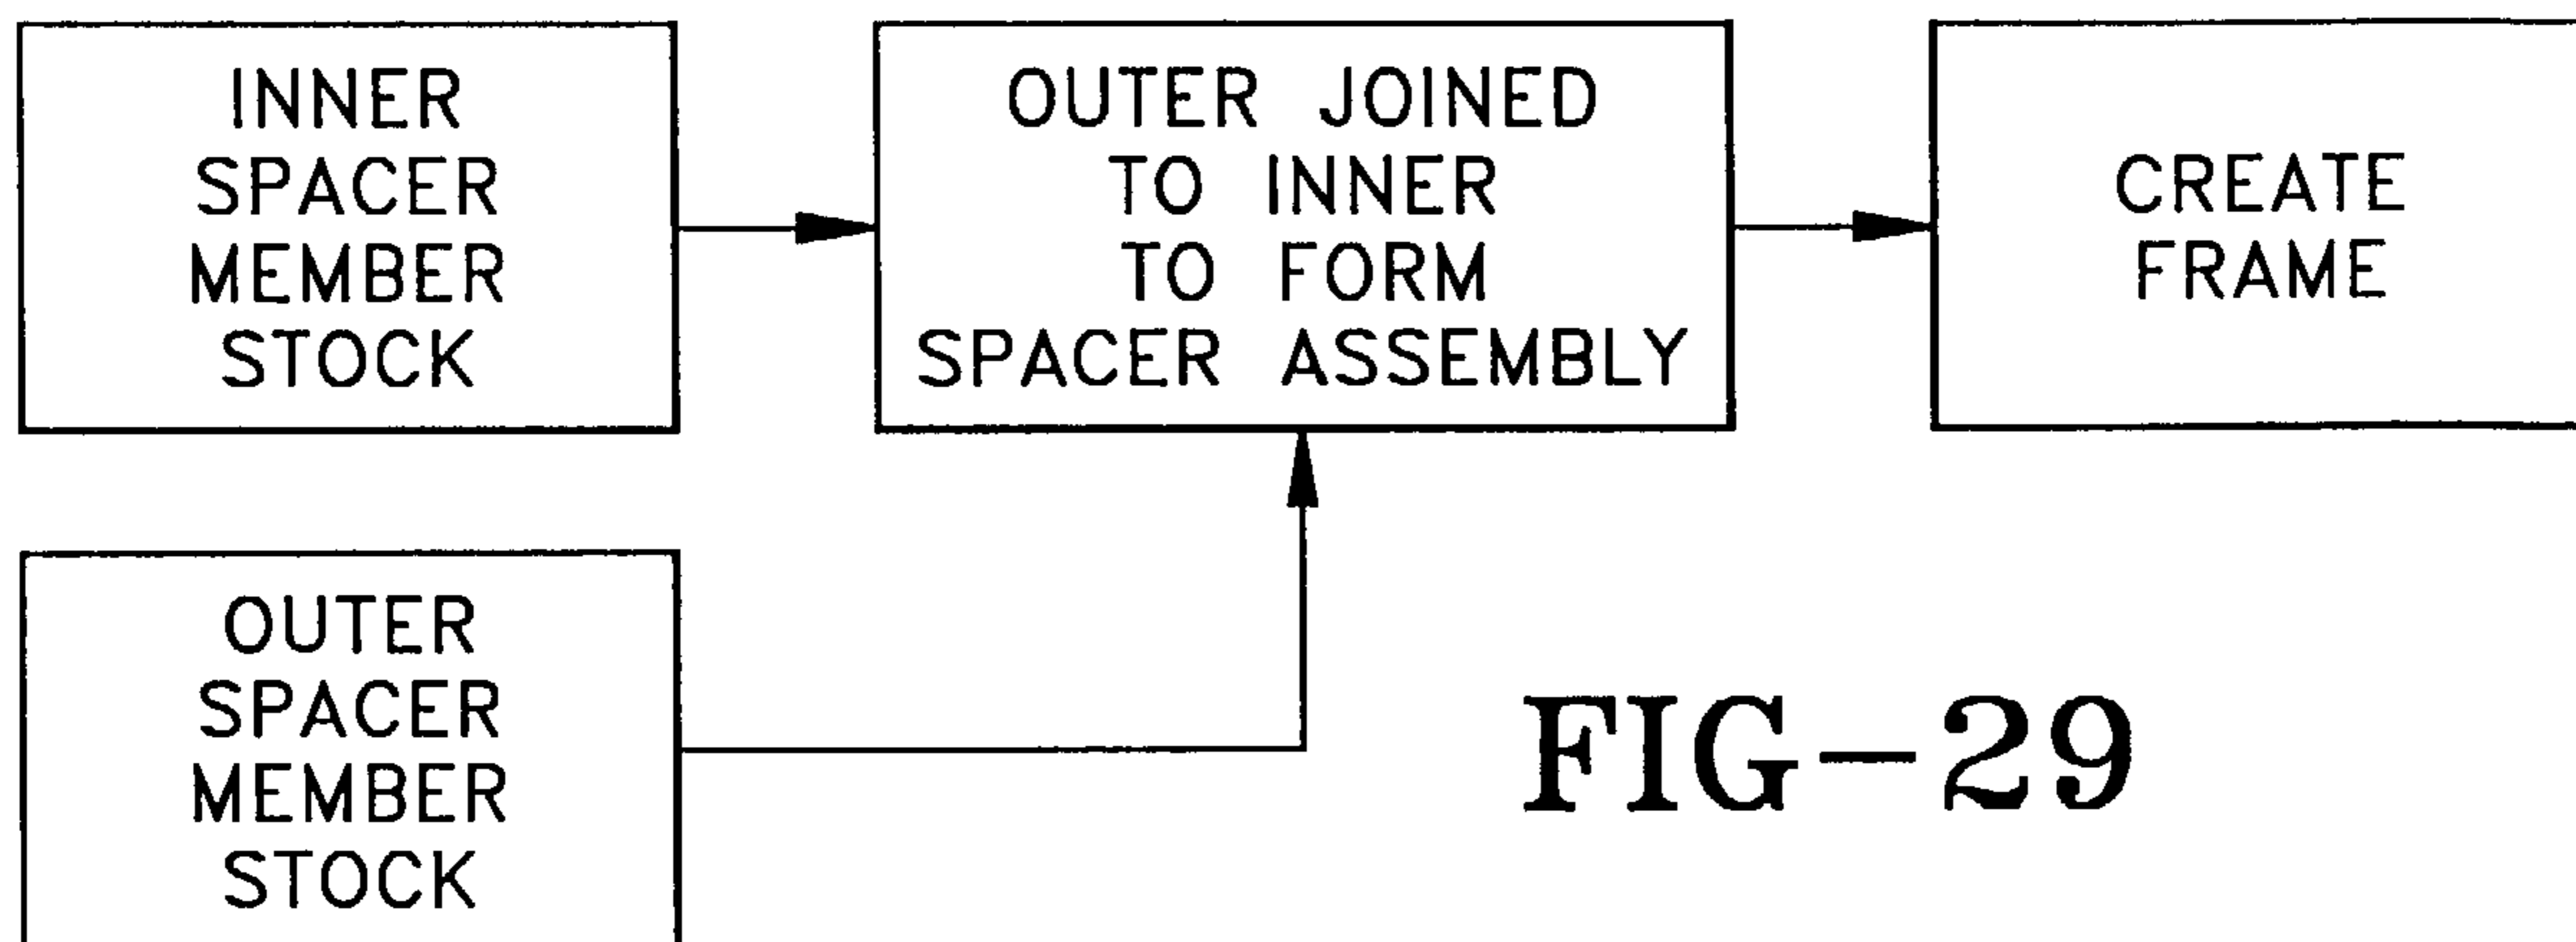 INNER
SPACER
MEMBER
STOCK
OUTER JOINED
TO INNER
TO FORM
SPACER ASSEMBLY
CREATE
FRAME
OUTER
SPACER
MEMBER
STOCK
FIG-29